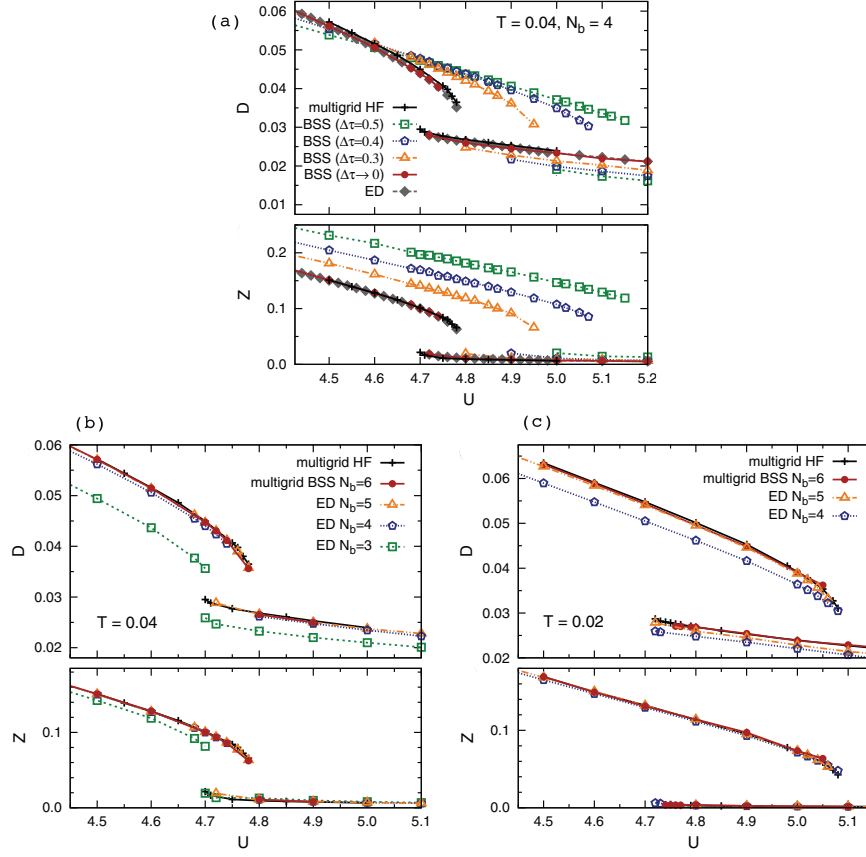 (a)
T = 0.04, N_b = 4
0.06
0.05
0.04
0.03
0.02
0.01
D
multigrid HF
BSS (Δτ=0.5)
BSS (Δτ=0.4)
BSS (Δτ=0.3)
BSS (Δτ→0)
ED
0.2
0.1
0.0
Z
4.5 4.6 4.7 4.8 4.9 5.0 5.1 5.2
U
(b)
0.06
0.05
0.04
0.03
0.02
D
multigrid HF
multigrid BSS N_b=6
ED N_b=5
ED N_b=4
ED N_b=3
T = 0.04
0.1
0.0
Z
4.5 4.6 4.7 4.8 4.9 5.0 5.1
U
(c)
0.06
0.05
0.04
0.03
0.02
D
multigrid HF
multigrid BSS N_b=6
ED N_b=5
ED N_b=4
T = 0.02
0.1
0.0
Z
4.5 4.6 4.7 4.8 4.9 5.0 5.1
U